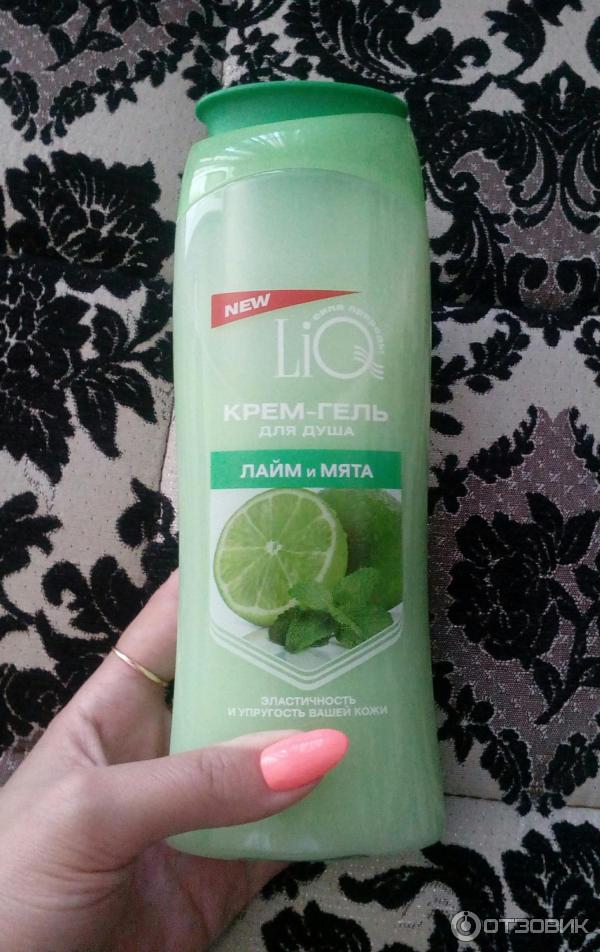 NEW
сила природы
LiQ
КРЕМ-ГЕЛЬ
ДЛЯ ДУША
ЛАЙМ и МЯТА
ЭЛАСТИЧНОСТЬ
И УПРУГОСТЬ ВАШЕЙ КОЖИ
ОТЗОВИК